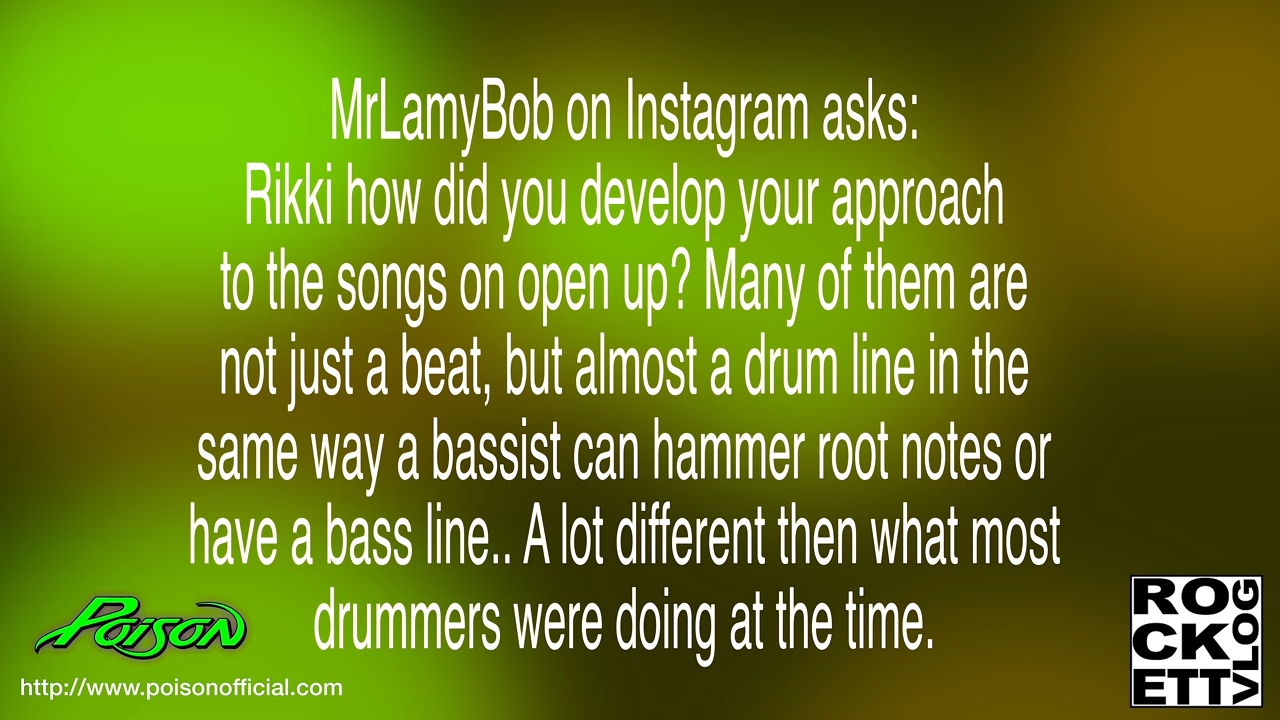 MrLamyBob on Instagram asks:
Rikki how did you develop your approach
to the songs on open up? Many of them are
not just a beat, but almost a drum line in the
same way a bassist can hammer root notes or
have a bass line.. A lot different then what most
drummers were doing at the time.
POISON
http://www.poisonofficial.com
RO
CK
ETT
VLOG